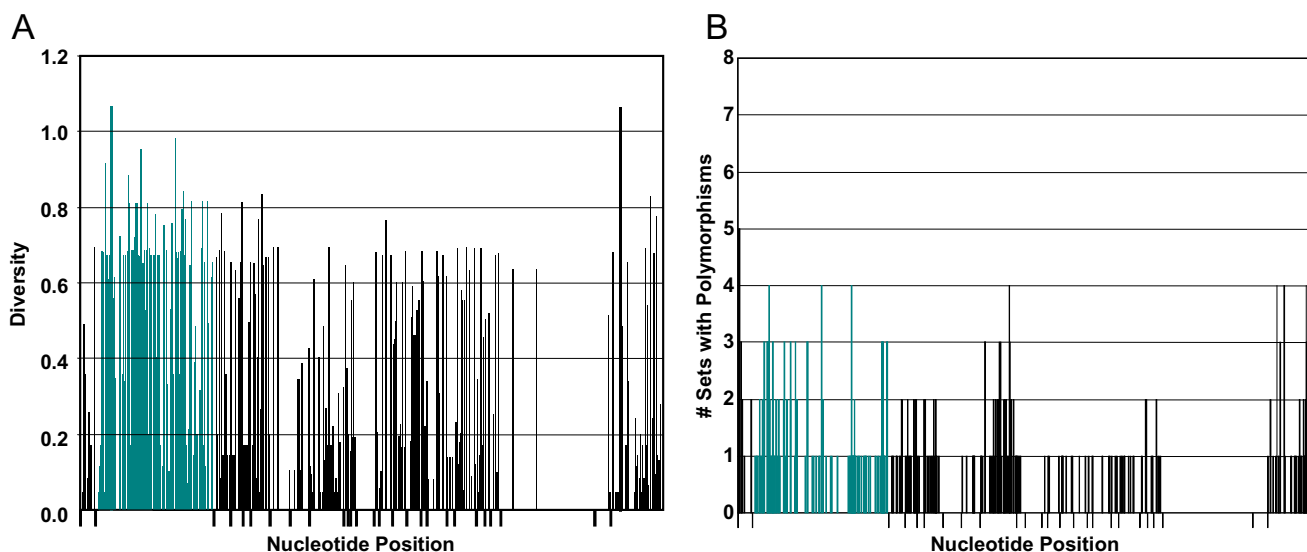 A
1.2
1.0
0.8
0.6
0.4
0.2
0.0
Diversity
Nucleotide Position
B
8
7
6
5
4
3
2
1
0
# Sets with Polymorphisms
Nucleotide Position